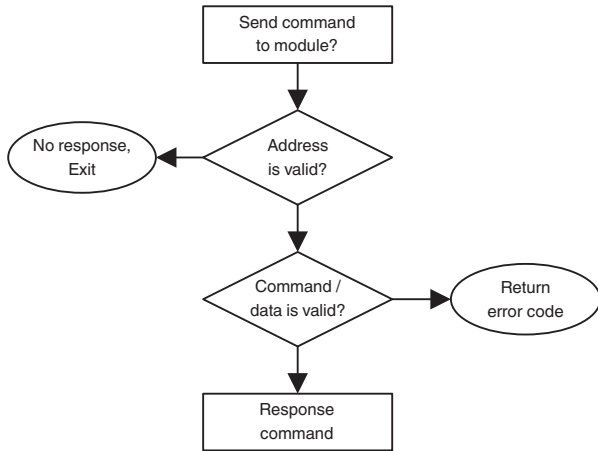 Send command
to module?
No response,
Exit
Address
is valid?
Command /
data is valid?
Return
error code
Response
command